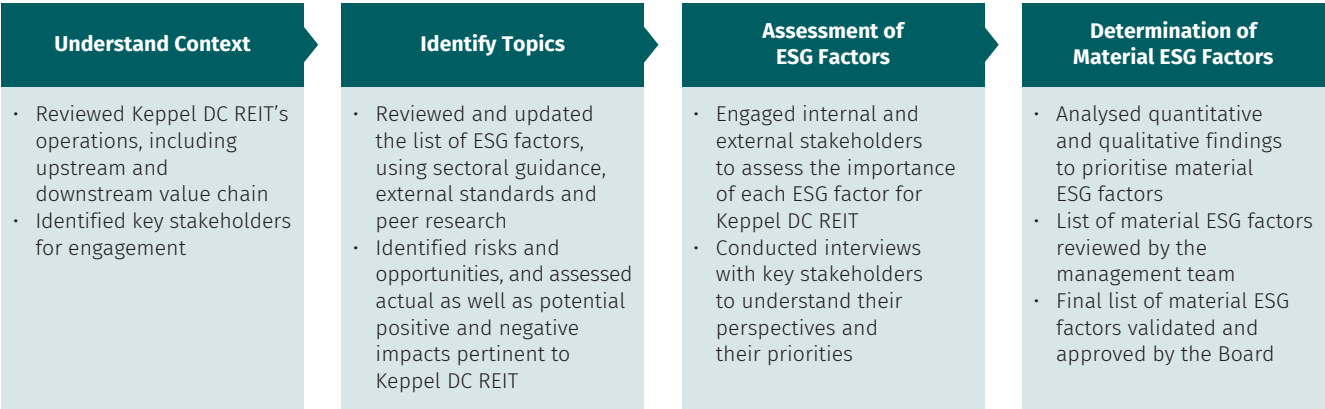 Understand Context
• Reviewed Keppel DC REIT’s
operations, including
upstream and
downstream value chain
• Identified key stakeholders
for engagement
Identify Topics
• Reviewed and updated
the list of ESG factors,
using sectoral guidance,
external standards and
peer research
• Identified risks and
opportunities, and assessed
actual as well as potential
positive and negative
impacts pertinent to
Keppel DC REIT
Assessment of
ESG Factors
• Engaged internal and
external stakeholders
to assess the importance
of each ESG factor for
Keppel DC REIT
• Conducted interviews
with key stakeholders
to understand their
perspectives and
their priorities
Determination of
Material ESG Factors
• Analysed quantitative
and qualitative findings
to prioritise material
ESG factors
• List of material ESG factors
reviewed by the
management team
• Final list of material ESG
factors validated and
approved by the Board